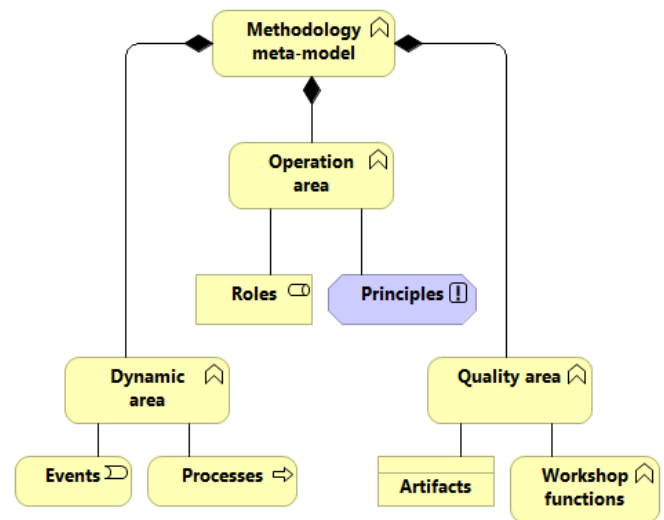 Methodology
meta-model
Operation
area
Roles
Principles
Dynamic
area
Quality area
Events
Processes
Artifacts
Workshop
functions